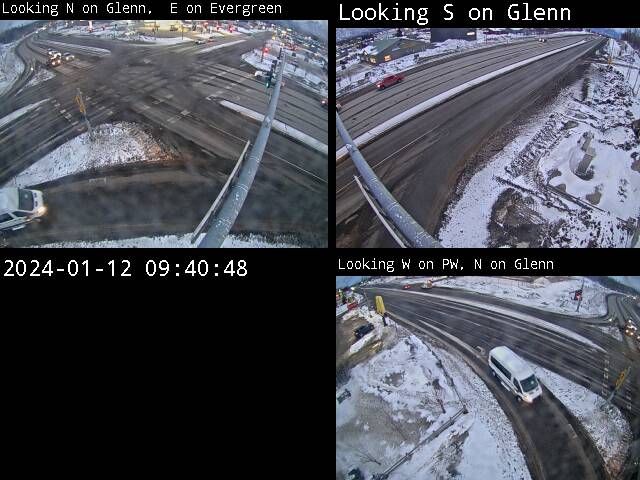 Looking N on Glenn, E on Evergreen
Looking S on Glenn
2024-01-12 09:40:48
Looking W on PW, N on Glenn